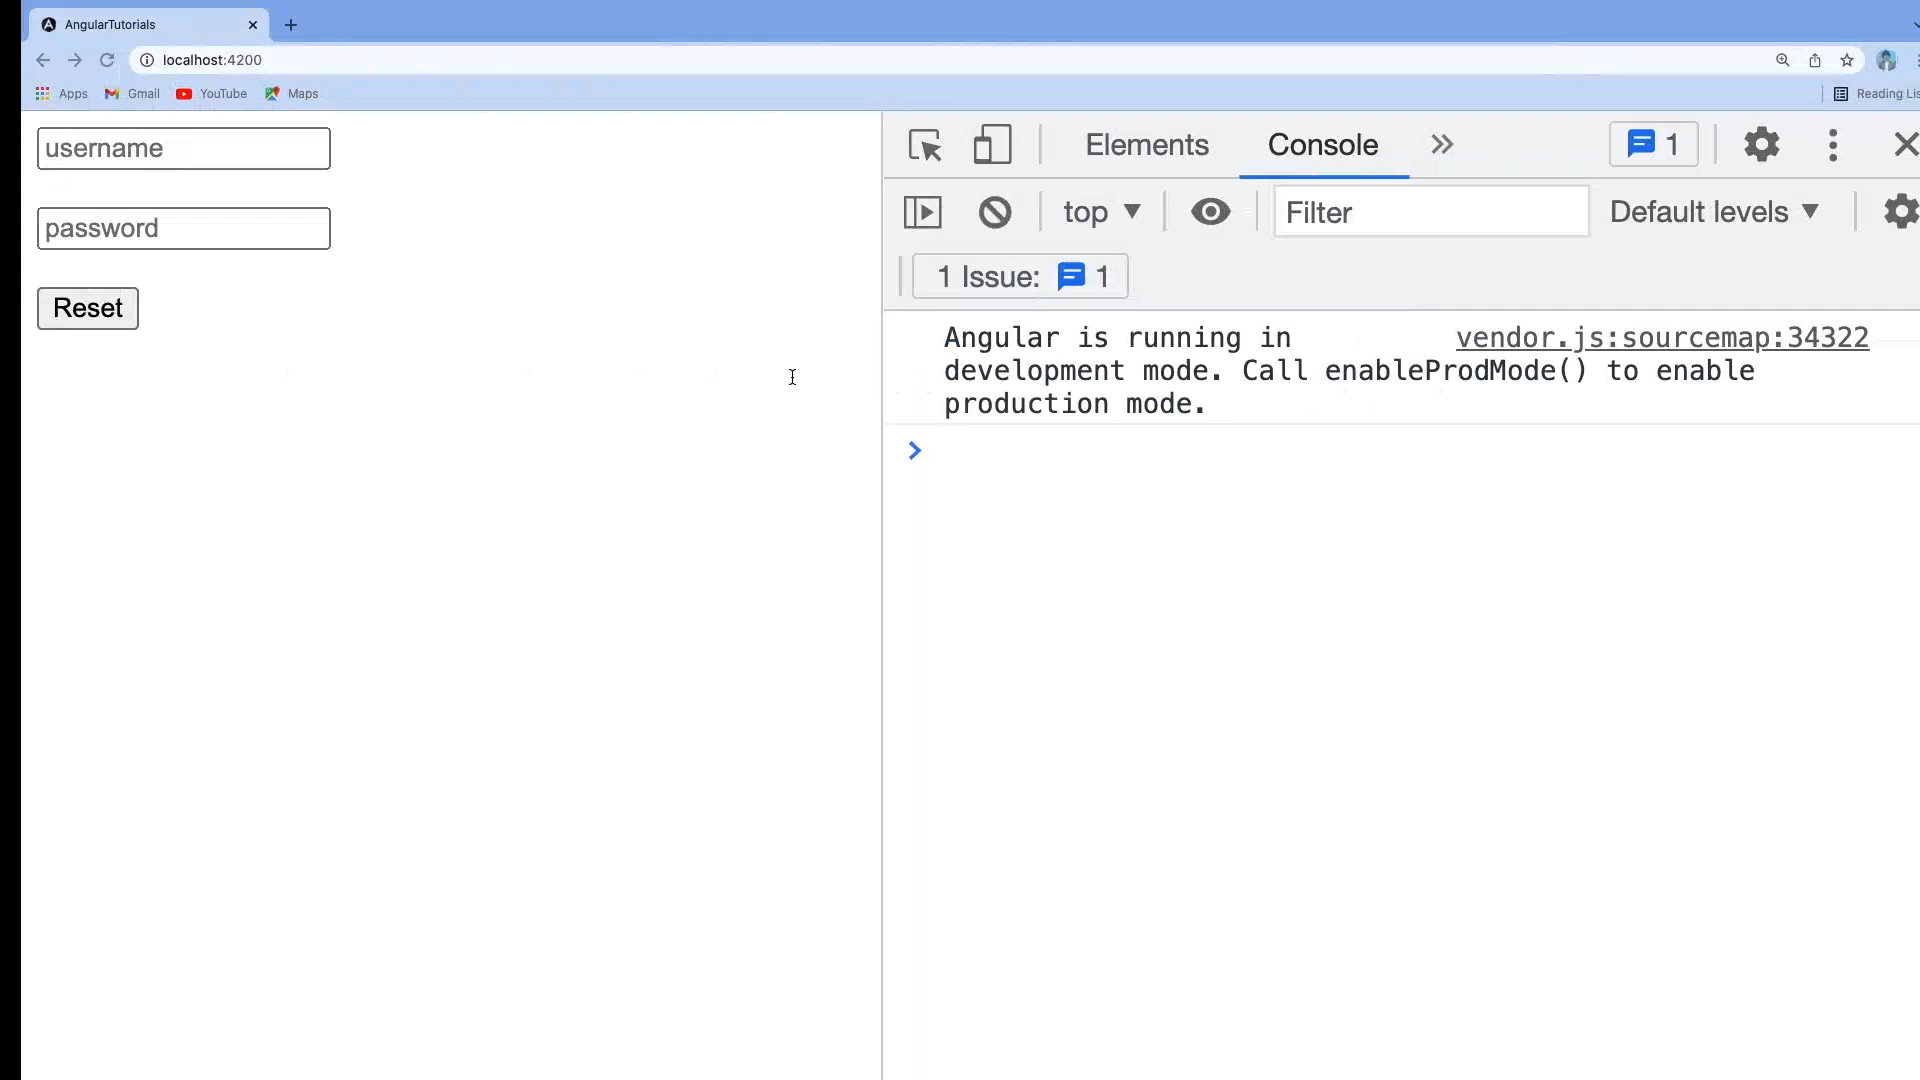 AngularTutorials
localhost:4200
Apps Gmail YouTube Maps
Reading Lis
username
password
Reset
Elements Console 1
top Filter Default levels
1 Issue: 1
Angular is running in vendor.js:sourcemap:34322
development mode. Call enableProdMode() to enable
production mode.